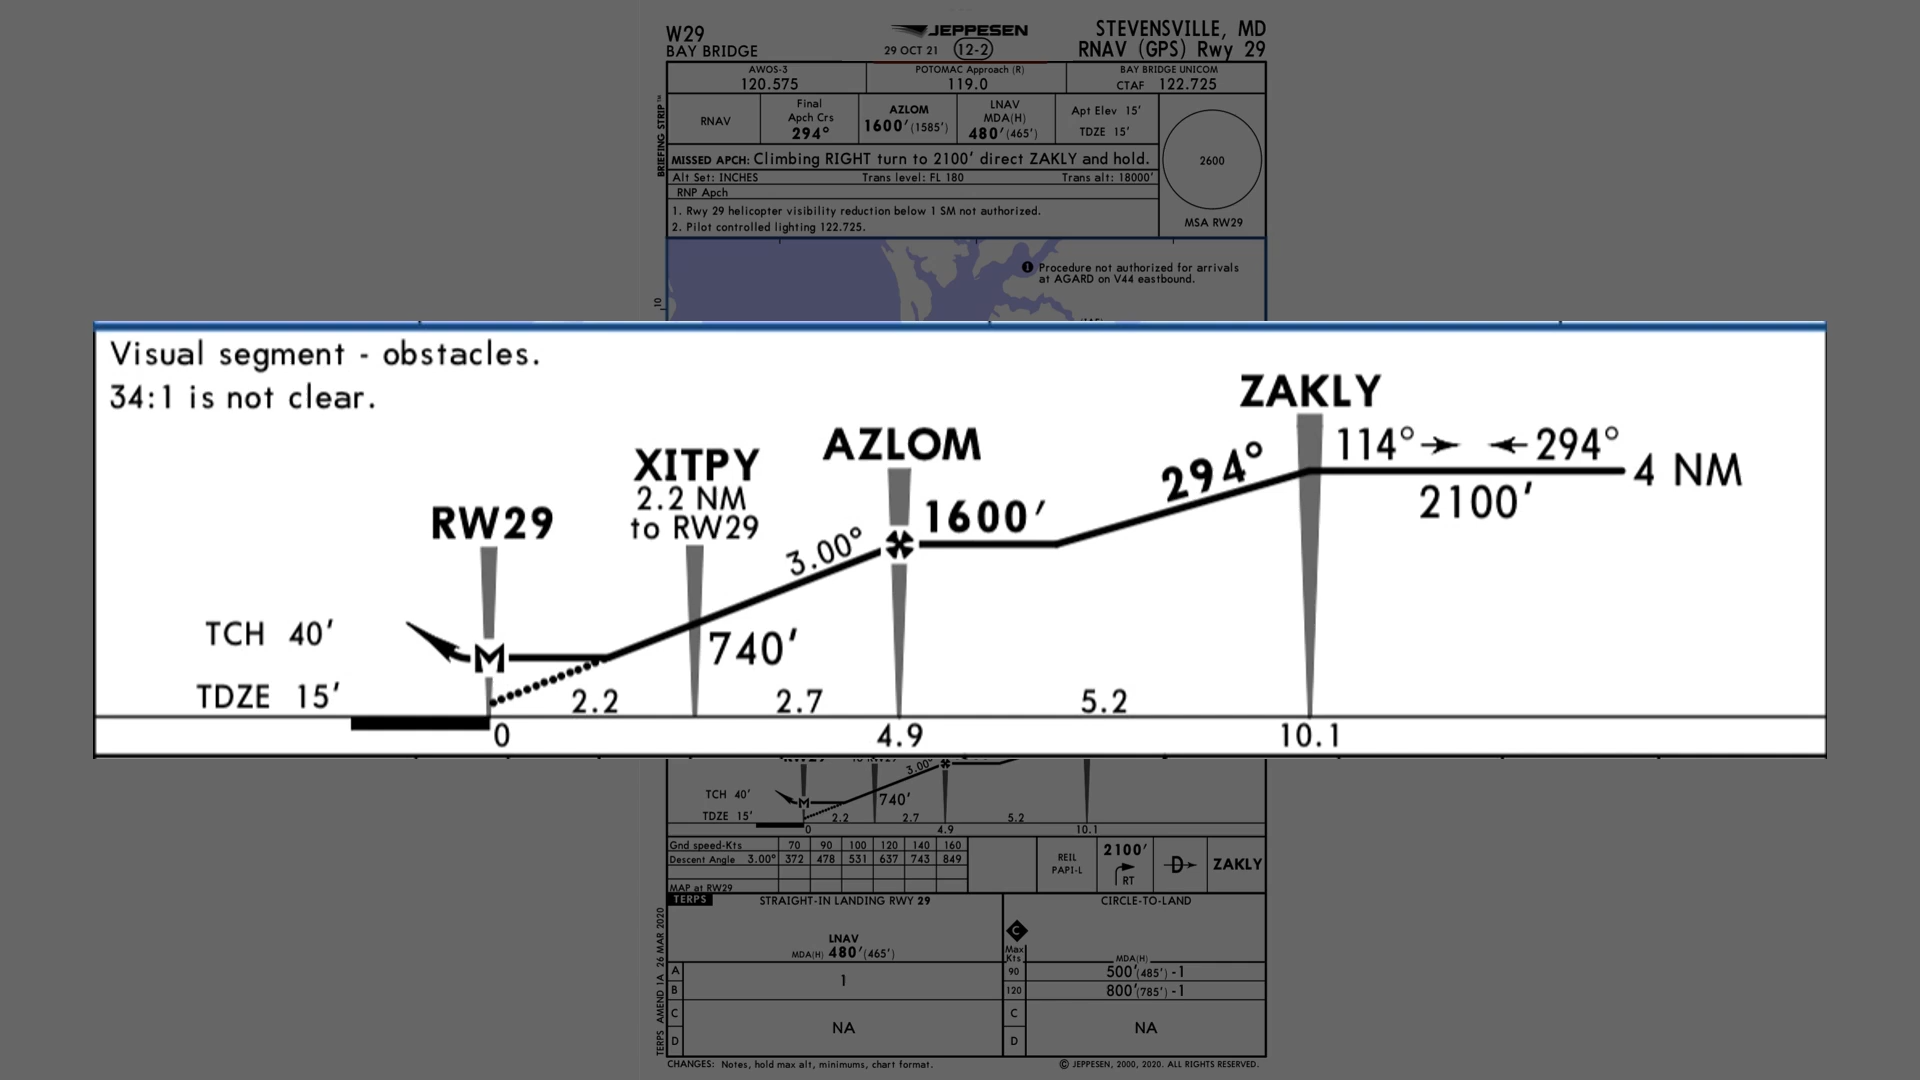 W29
BAY BRIDGE
JEPPESEN
29 OCT 21 12-2
STEVENSVILLE, MD
RNAV (GPS) Rwy 29
BRIEFING STRIP™
AWOS-3
120.575
POTOMAC Approach (R)
119.0
BAY BRIDGE UNICOM
CTAF 122.725
RNAV
Final
Apch Crs
294°
AZLOM
1600' (1585')
LNAV
MDA(H)
480' (465')
Apt Elev 15'
TDZE 15'
MISSED APCH: Climbing RIGHT turn to 2100' direct ZAKLY and hold.
Alt Set: INCHES Trans level: FL 180 Trans alt: 18000'
RNP Apch
1. Rwy 29 helicopter visibility reduction below 1 SM not authorized.
2. Pilot controlled lighting 122.725.
2600
MSA RW29
1 Procedure not authorized for arrivals
at AGARD on V44 eastbound.
10
Visual segment - obstacles.
34:1 is not clear.
RW29
XITPY
2.2 NM
to RW29
AZLOM
ZAKLY
3.00°
1600'
294°
114° 294°
4 NM
2100'
TCH 40'
M
740'
TDZE 15'
2.2 2.7 5.2
0 4.9 10.1
3.00°
TCH 40'
M
740'
TDZE 15'
2.2 2.7 5.2
0 4.9 10.1
Gnd speed-Kts 70 90 100 120 140 160
Descent Angle 3.00° 372 478 531 637 743 849
MAP at RW29
REIL
PAPI-L
2100'
RT
D
ZAKLY
TERPS
STRAIGHT-IN LANDING RWY 29
CIRCLE-TO-LAND
LNAV
MDA(H) 480' (465')
C
Max
Kts
MDA(H)
A
B
C
D
1
NA
90
500' (485') - 1
120
800' (785') - 1
C
D
NA
TERPS AMEND 1A 26 MAR 2020
CHANGES: Notes, hold max alt, minimums, chart format.
© JEPPESEN, 2000, 2020. ALL RIGHTS RESERVED.